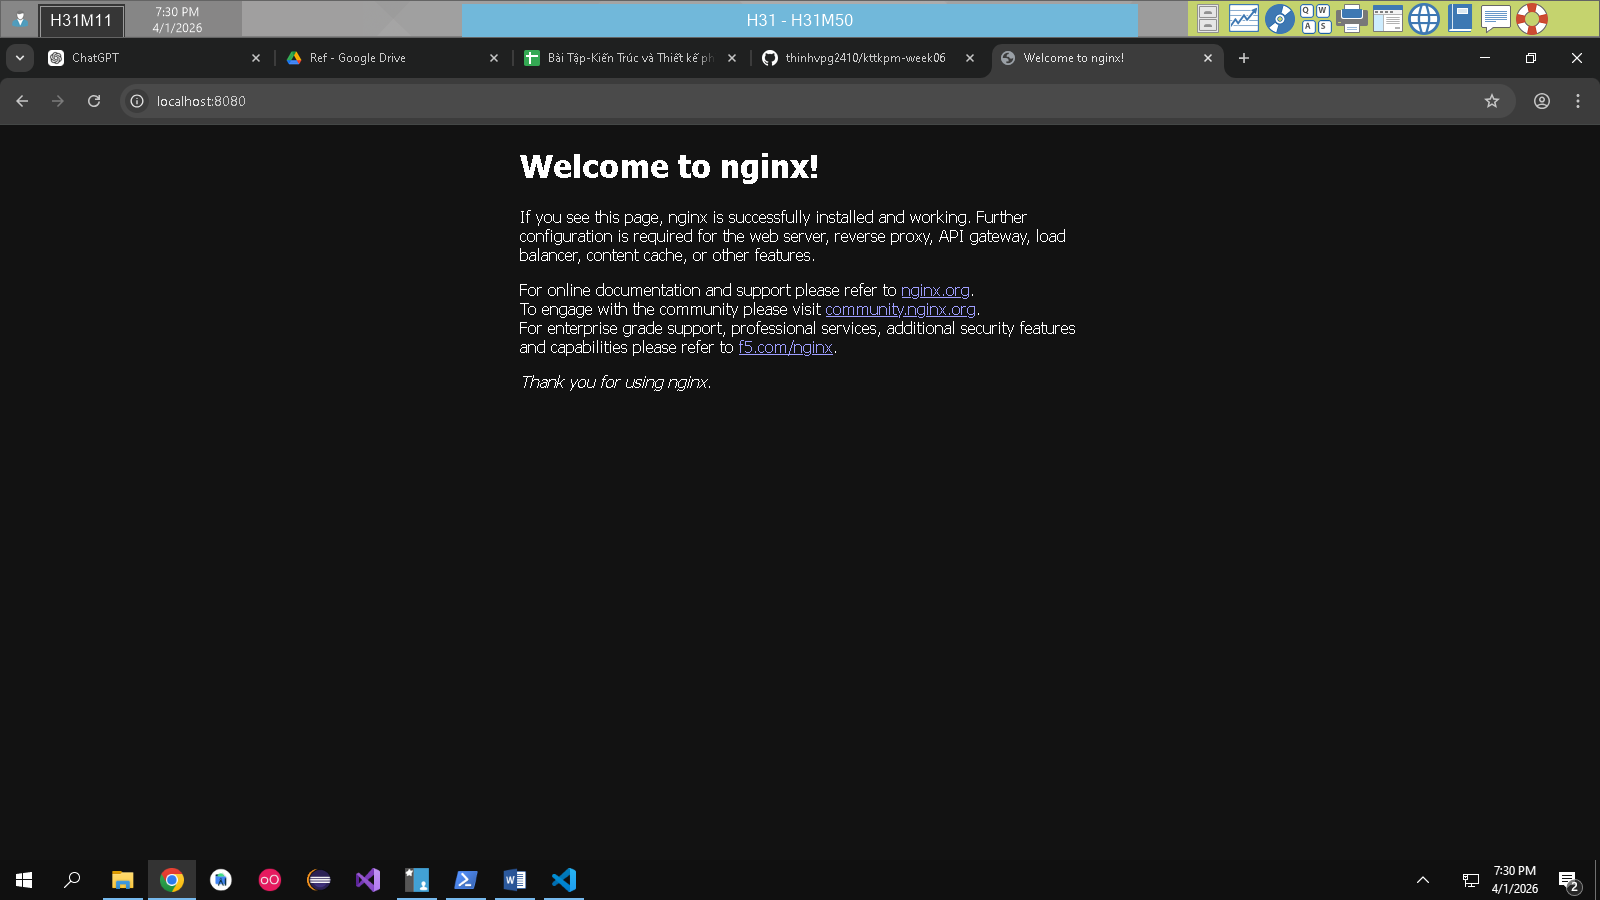 H31M11
7:30 PM
4/1/2026
H31 - H31M50
Q W
A S
ChatGPT
Ref - Google Drive
Bài Tập-Kiến Trúc và Thiết kế ph
thinhvpg2410/kttkpm-week06
Welcome to nginx!
localhost:8080
Welcome to nginx!
If you see this page, nginx is successfully installed and working. Further
configuration is required for the web server, reverse proxy, API gateway, load
balancer, content cache, or other features.
For online documentation and support please refer to nginx.org.
To engage with the community please visit community.nginx.org.
For enterprise grade support, professional services, additional security features
and capabilities please refer to f5.com/nginx.
Thank you for using nginx.
7:30 PM
4/1/2026
2